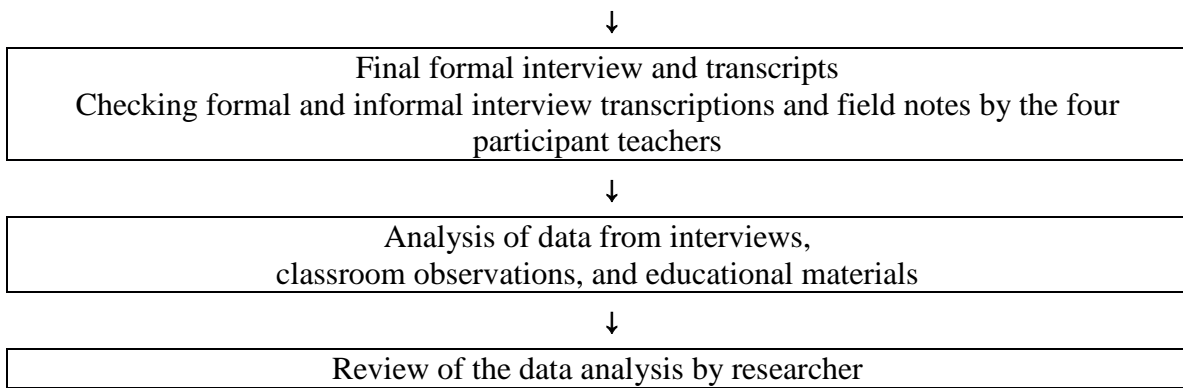 ↓
Final formal interview and transcripts
Checking formal and informal interview transcriptions and field notes by the four
participant teachers
↓
Analysis of data from interviews,
classroom observations, and educational materials
↓
Review of the data analysis by researcher